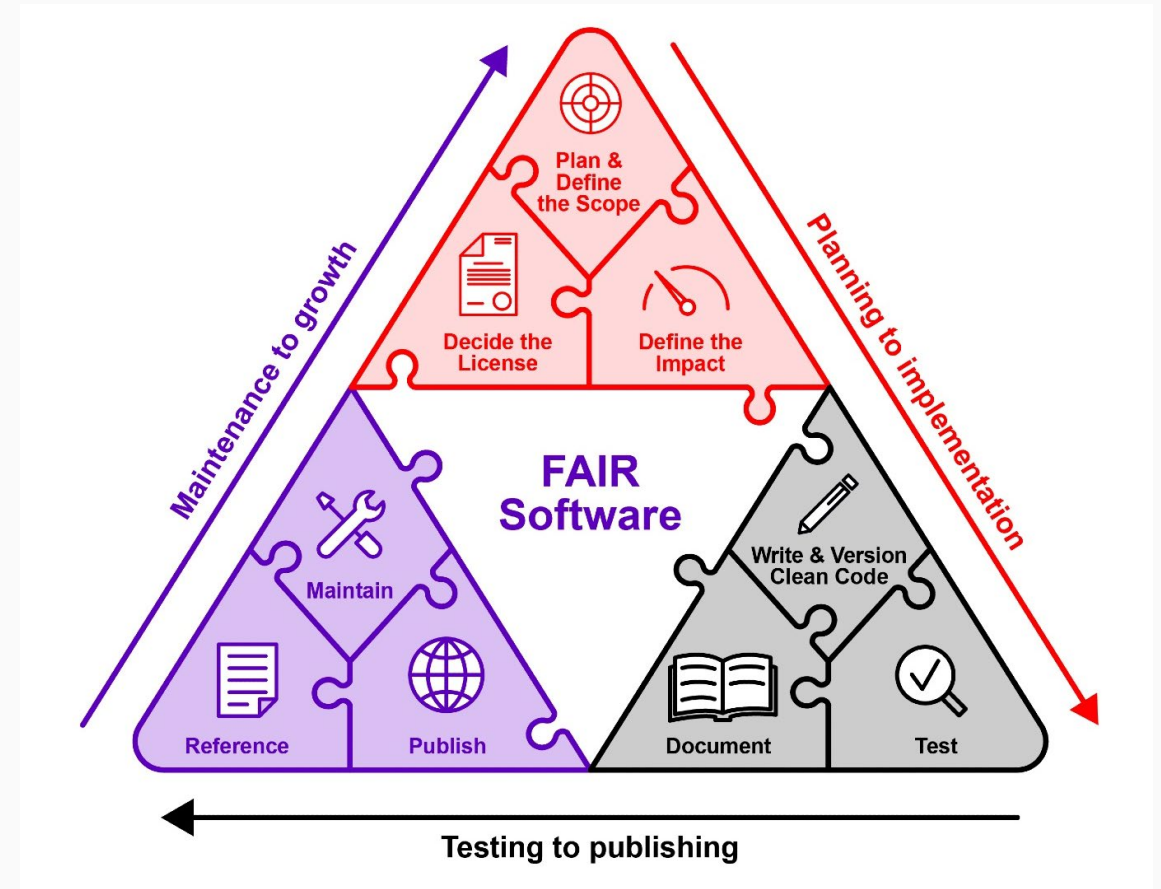 Plan &
Define
the Scope
Decide the
License
Define the
Impact
Maintenance to growth
Planning to implementation
FAIR
Software
Maintain
Reference
Publish
Write & Version
Clean Code
Document
Test
Testing to publishing